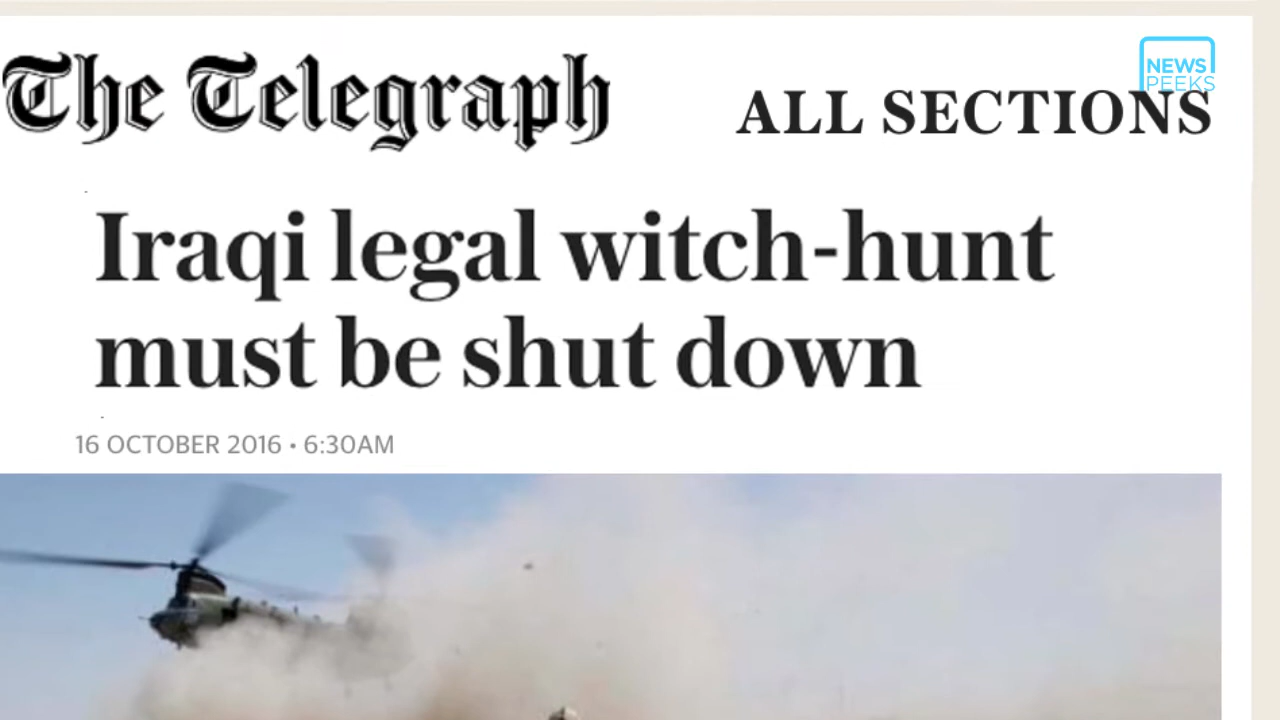 NEWS
PEEKS
The Telegraph
ALL SECTIONS
Iraqi legal witch-hunt
must be shut down
16 OCTOBER 2016 • 6:30AM